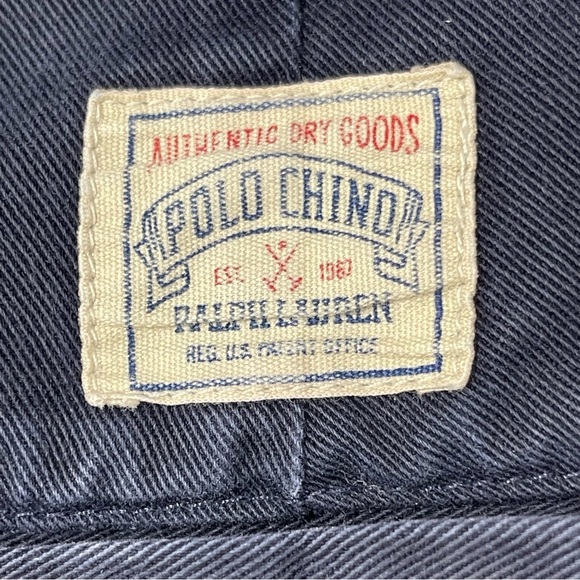 AUTHENTIC DRY GOODS
POLO CHINO
EST. 1967
RALPH LAUREN
REG. U.S. PATENT OFFICE